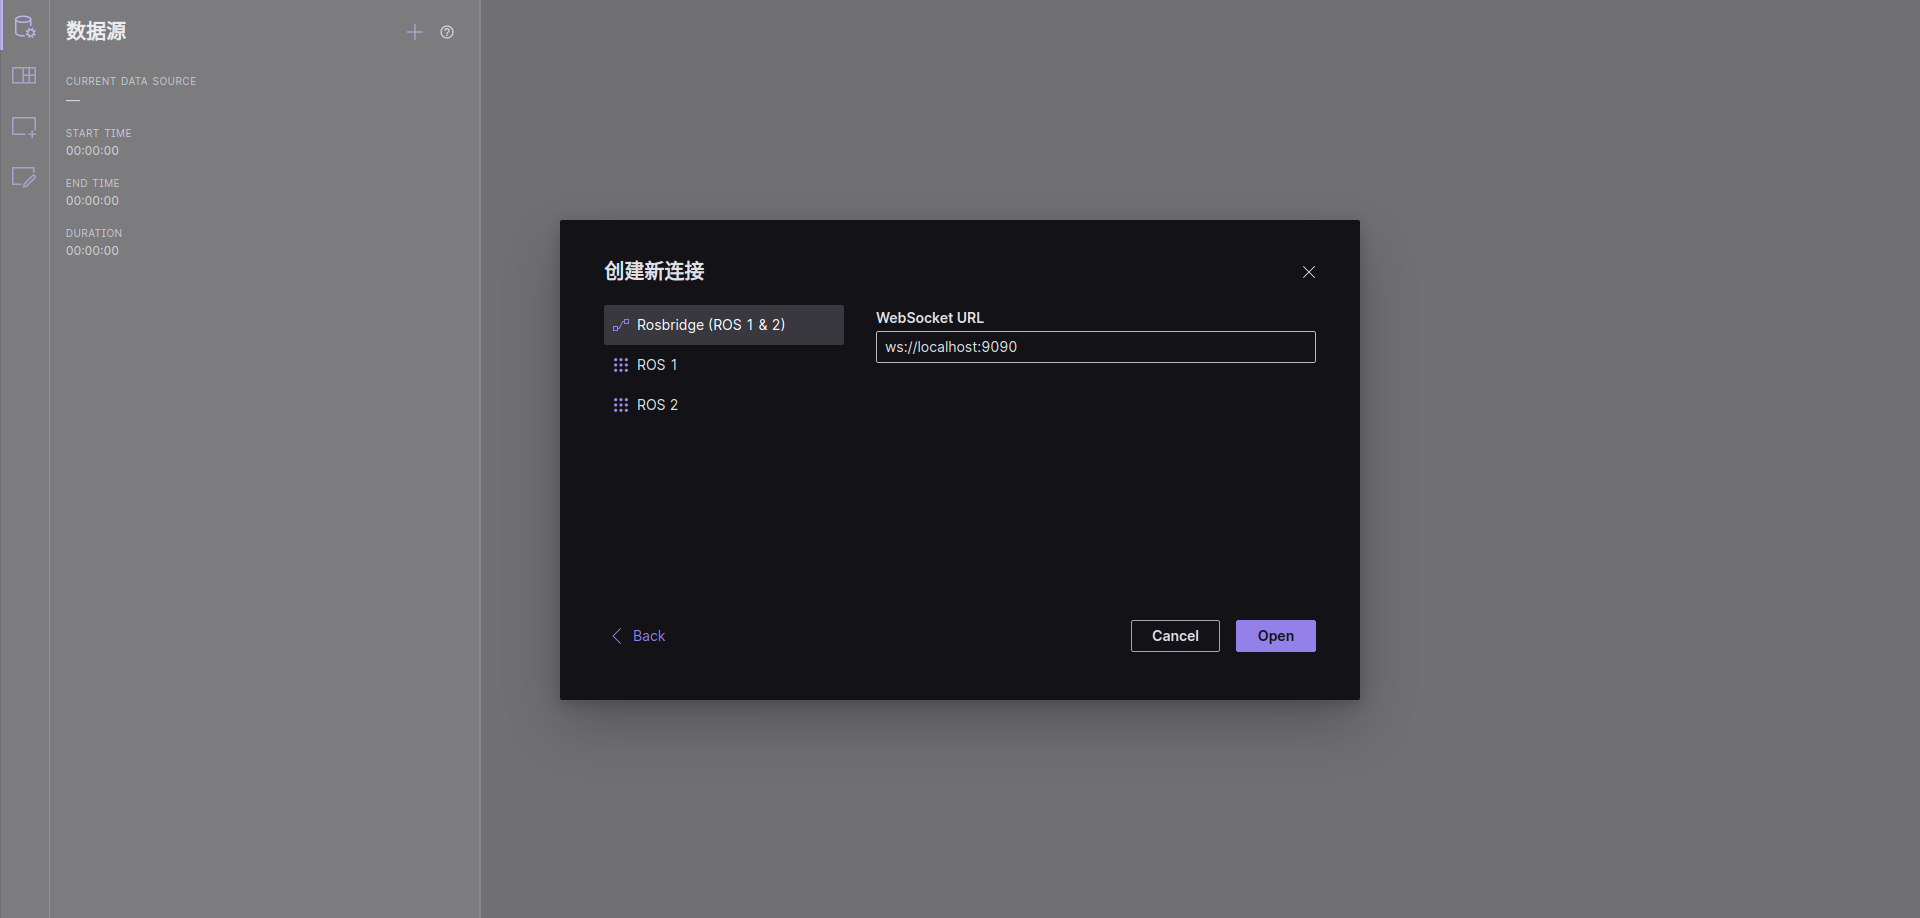 数据源
CURRENT DATA SOURCE
—
START TIME
00:00:00
END TIME
00:00:00
DURATION
00:00:00
创建新连接
Rosbridge (ROS 1 & 2)
ROS 1
ROS 2
WebSocket URL
ws://localhost:9090
Back
Cancel
Open